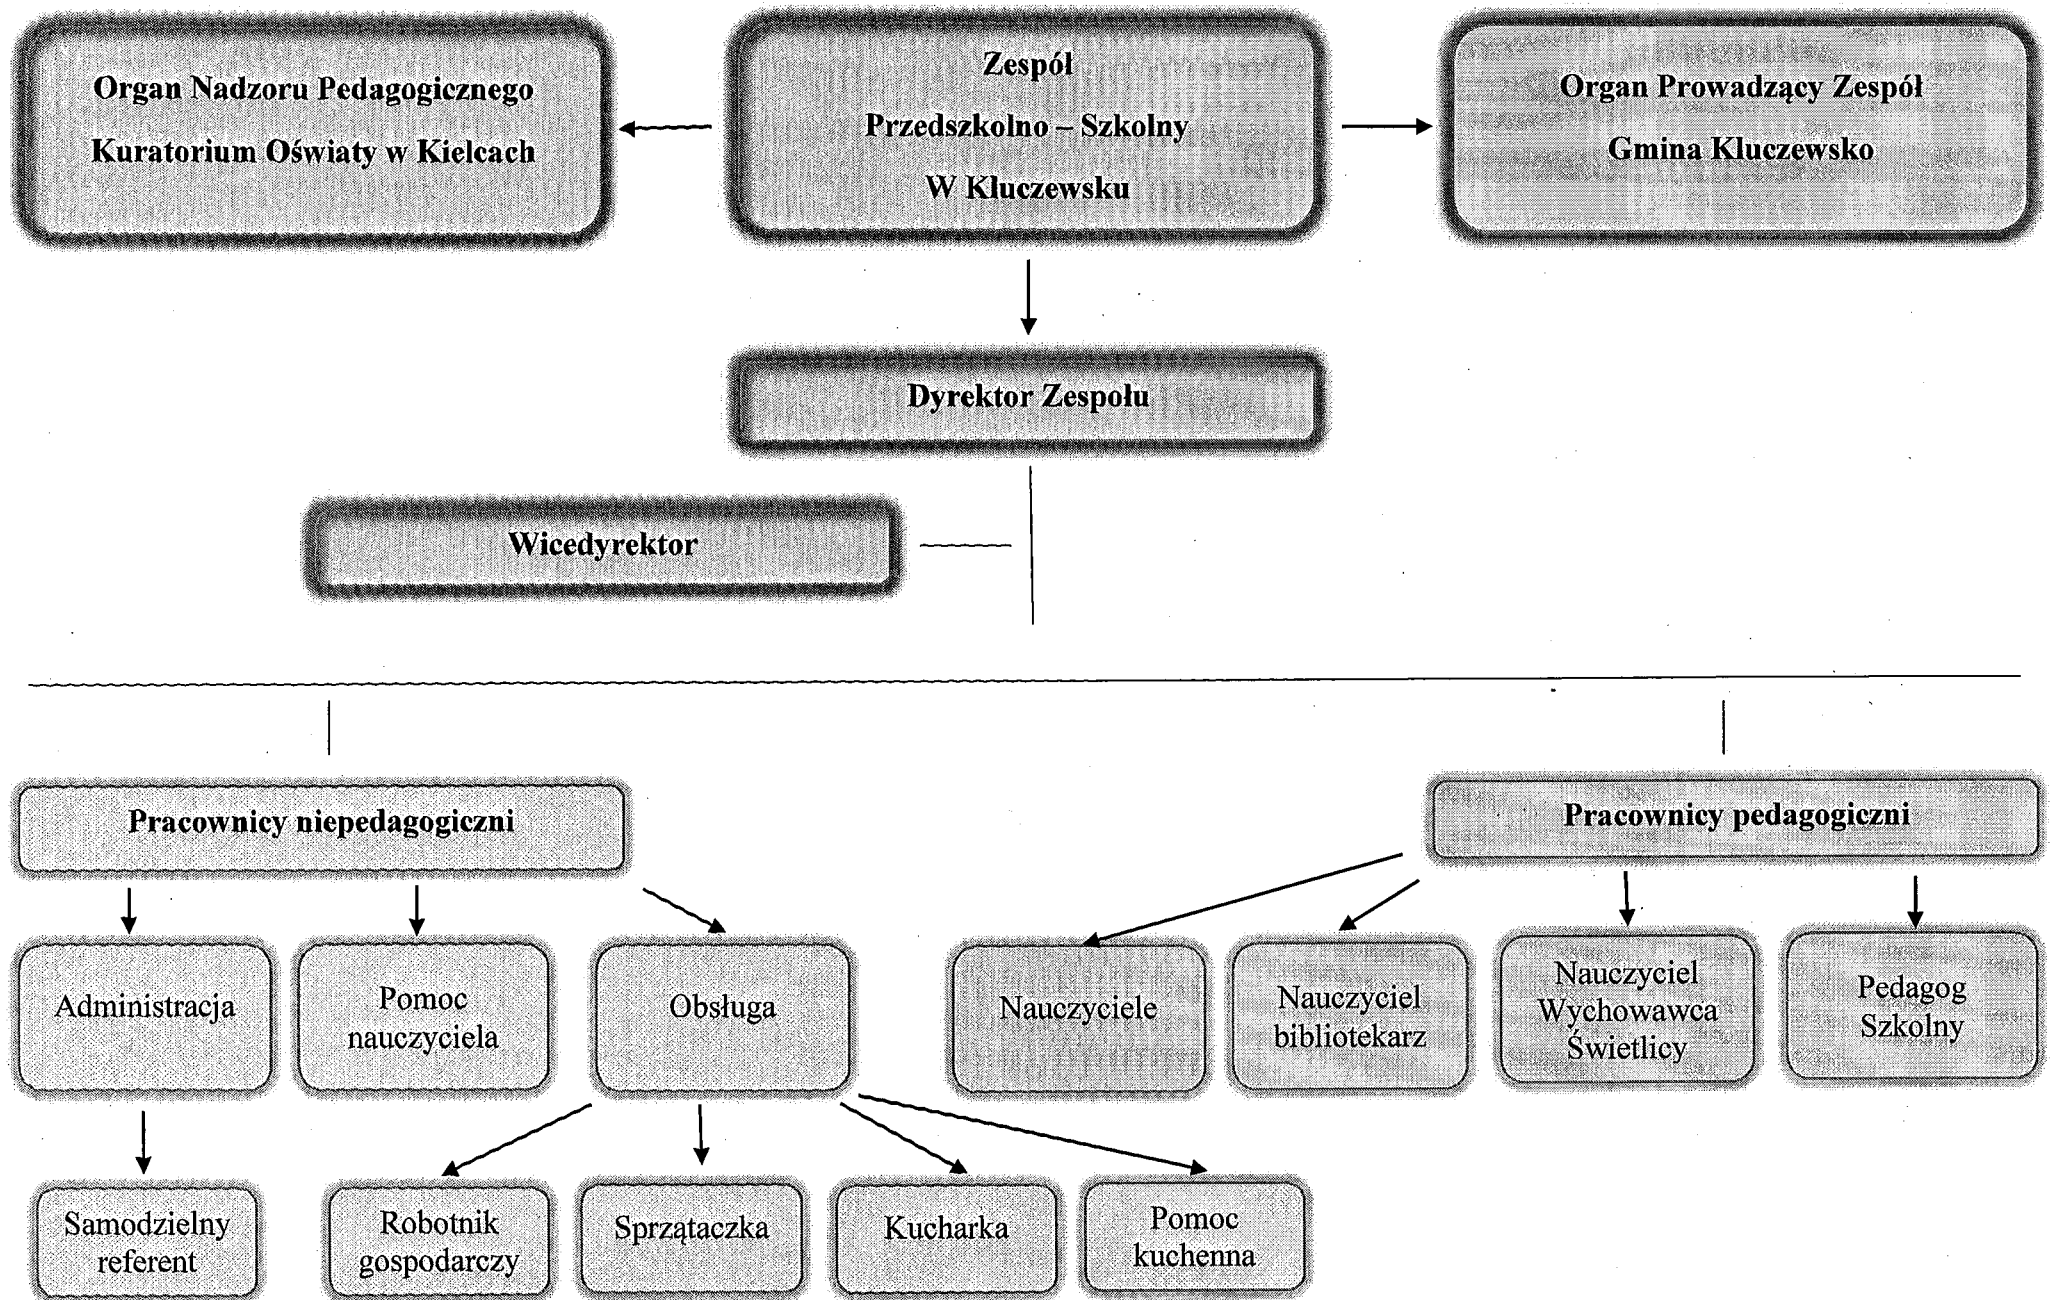 Organ Nadzoru Pedagogicznego
Kuratorium Oświaty w Kielcach
Zespół
Przedszkolno – Szkolny
W Kluczewsku
Organ Prowadzący Zespół
Gmina Kluczewsko
Dyrektor Zespołu
Wicedyrektor
Pracownicy niepedagogiczni
Pracownicy pedagogiczni
Administracja
Pomoc
nauczyciela
Obsługa
Nauczyciele
Nauczyciel
bibliotekarz
Nauczyciel
Wychowawca
Świetlicy
Pedagog
Szkolny
Samodzielny
referent
Robotnik
gospodarczy
Sprzątaczka
Kucharka
Pomoc
kuchenna